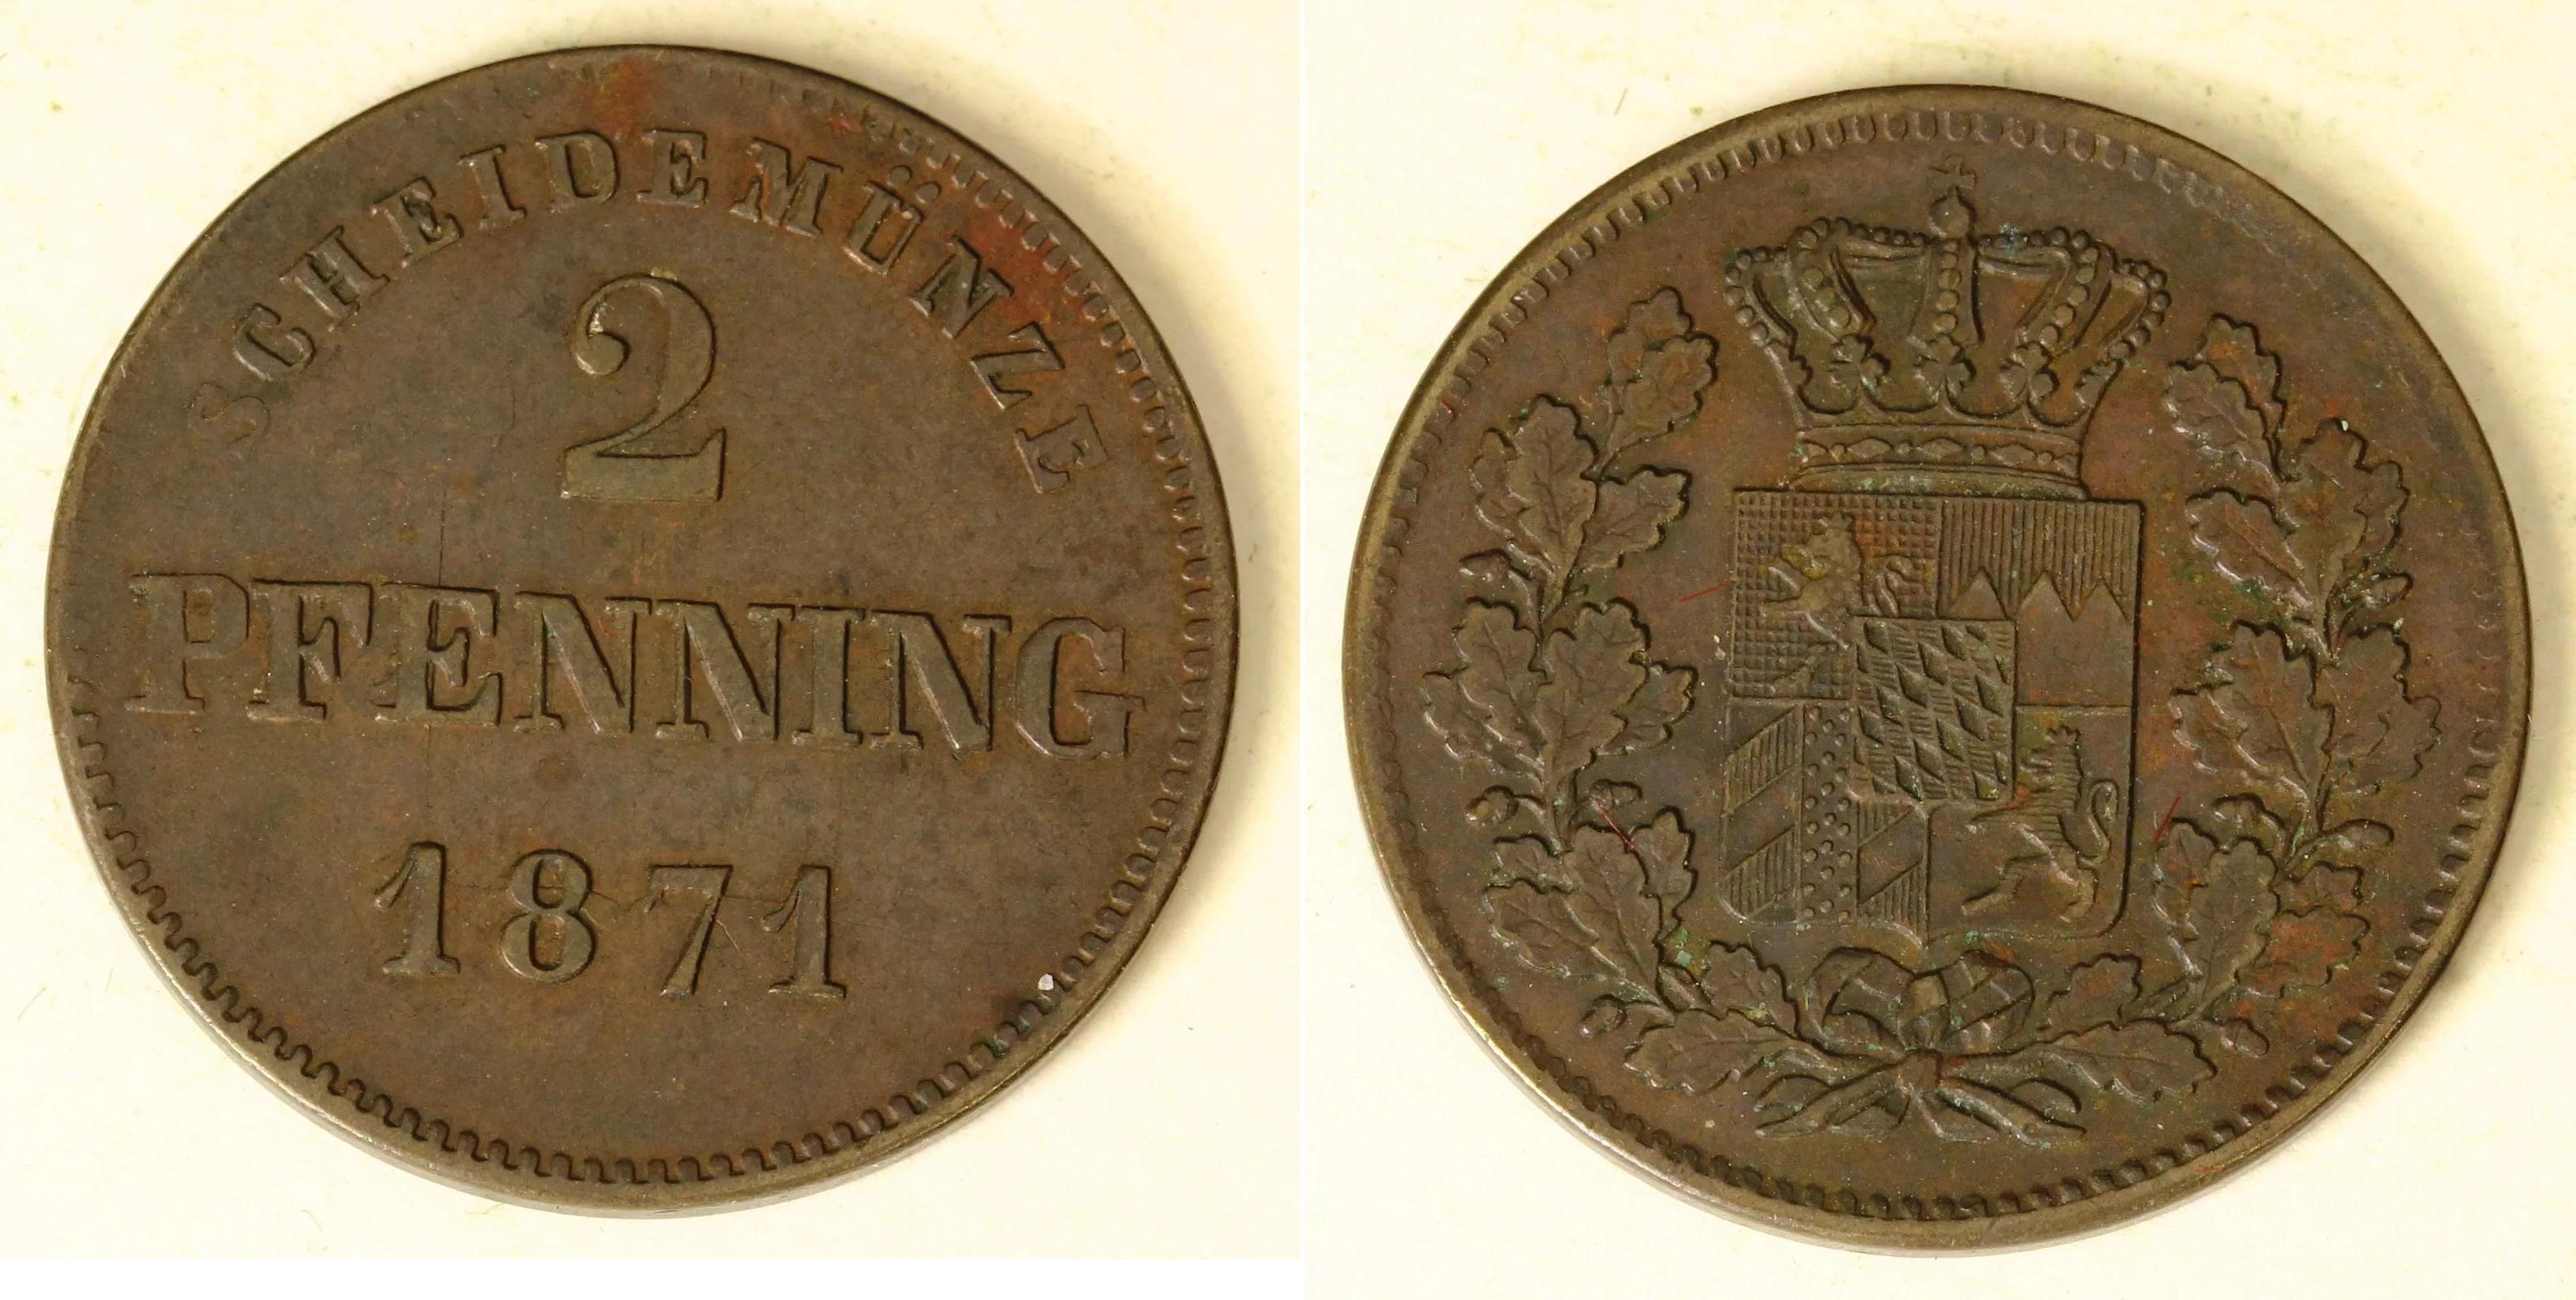 SCHEIDEMÜNZE
2
PFENNING
1871